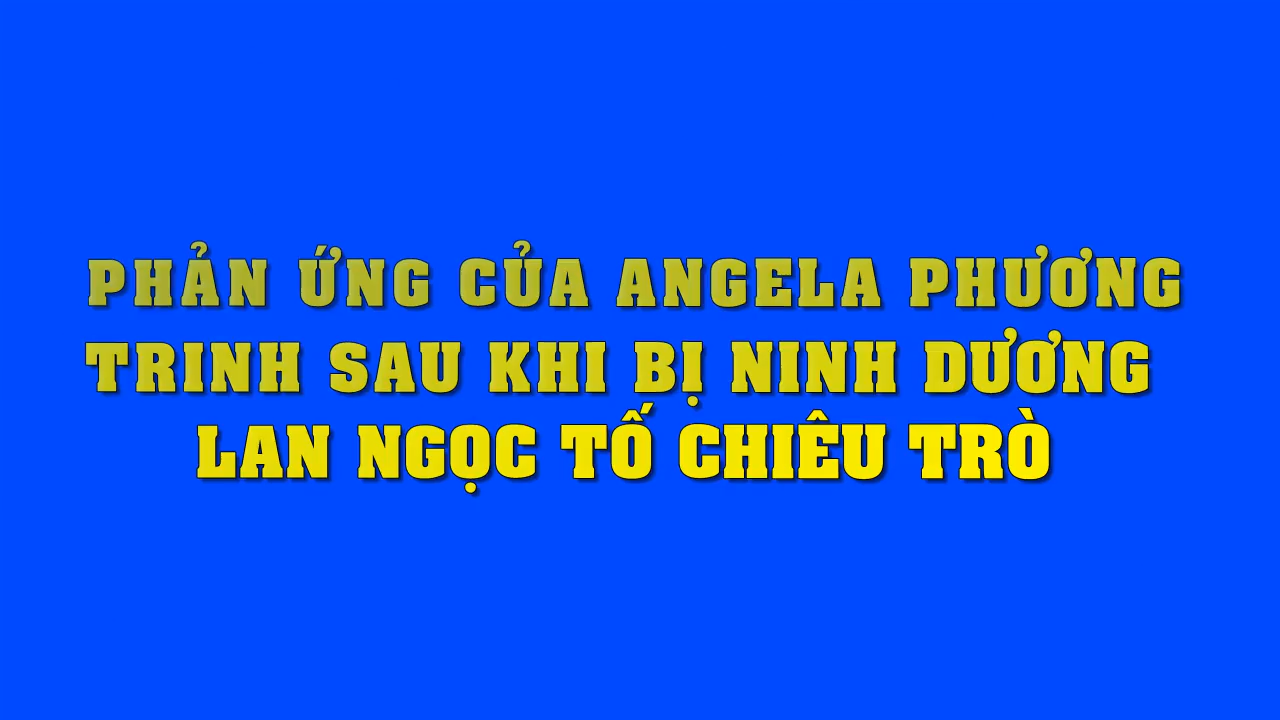 PHẢN ỨNG CỦA ANGELA PHƯƠNG
TRINH SAU KHI BỊ NINH DƯƠNG
LAN NGỌC TỐ CHIÊU TRÒ